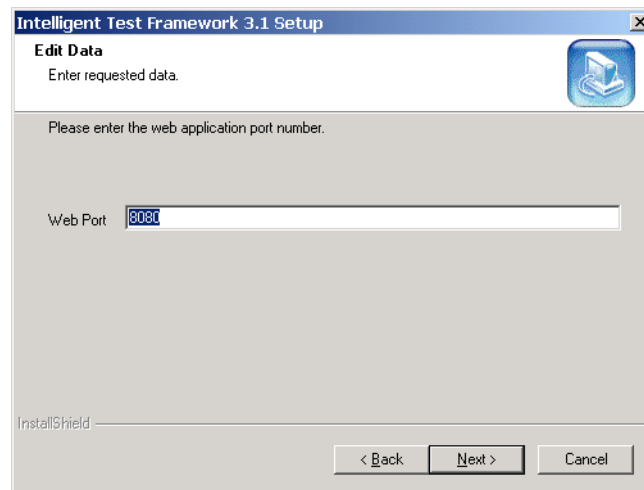 Intelligent Test Framework 3.1 Setup
Edit Data
Enter requested data.
Please enter the web application port number.
Web Port 8080
InstallShield
< Back Next > Cancel